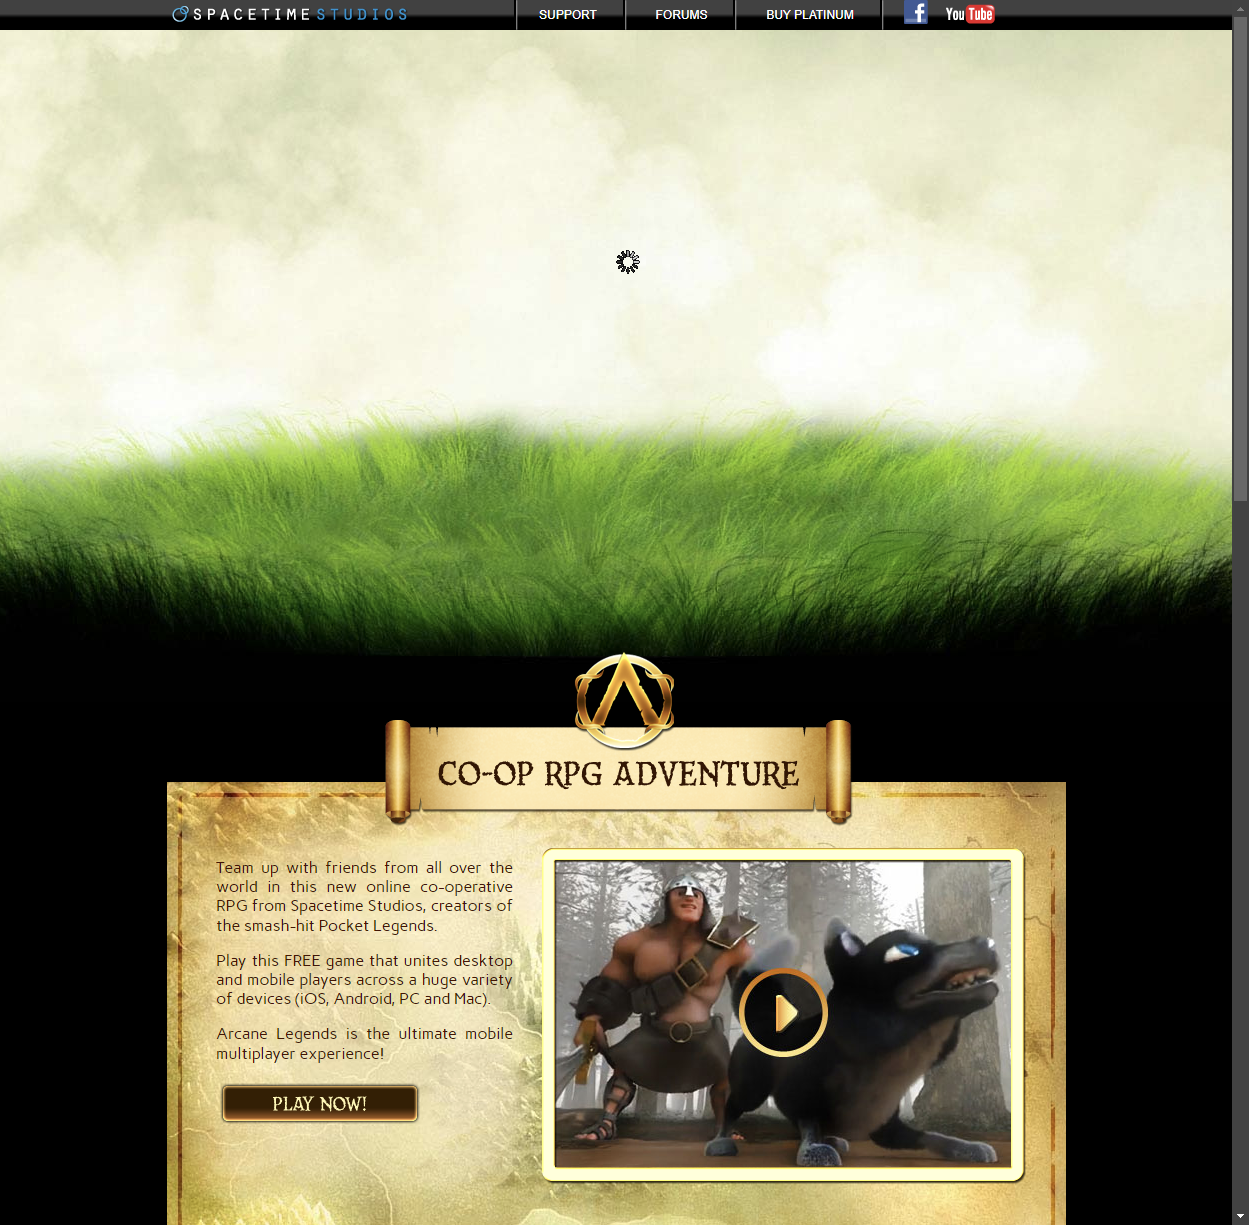 SPACETIME STUDIOS
SUPPORT
FORUMS
BUY PLATINUM
f
YouTube
CO-OP RPG ADVENTURE
Team up with friends from all over the
world in this new online co-operative
RPG from Spacetime Studios, creators of
the smash-hit Pocket Legends.
Play this FREE game that unites desktop
and mobile players across a huge variety
of devices (iOS, Android, PC and Mac).
Arcane Legends is the ultimate mobile
multiplayer experience!
PLAY NOW!